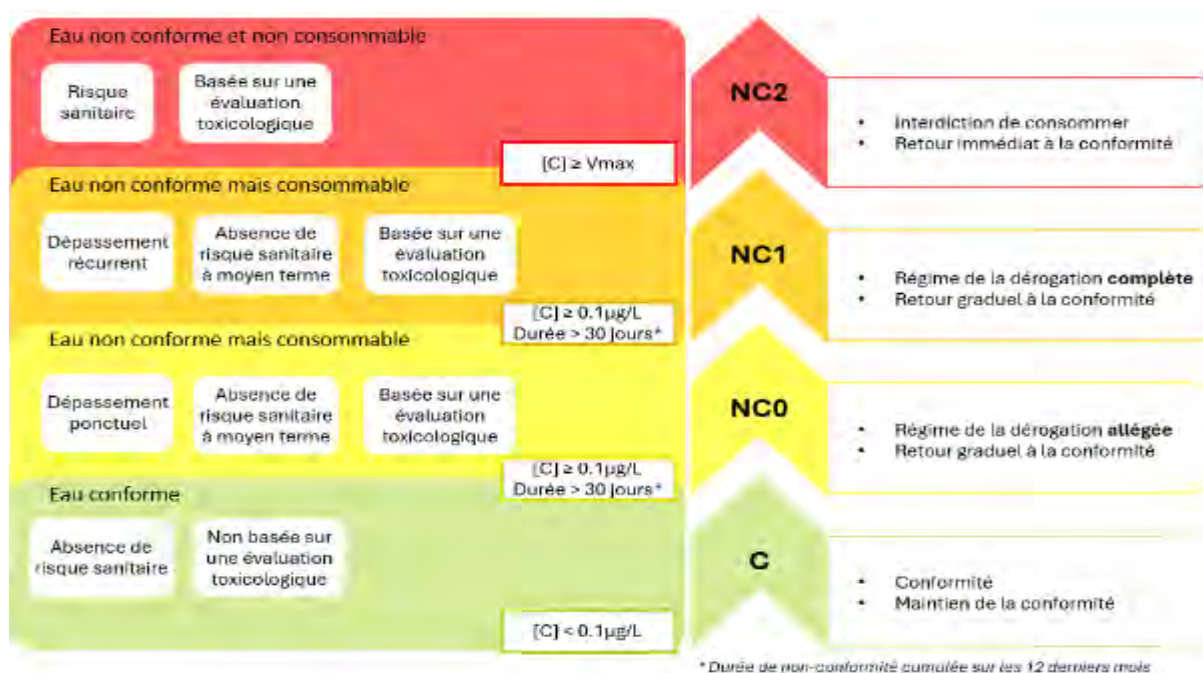 Eau non conforme et non consommable
Risque
sanitaire
Basée sur une
évaluation
toxicologique
[C] ≥ Vmax
NC2
• Interdiction de consommer
• Retour immédiat à la conformité
Eau non conforme mais consommable
Dépassement
récurrent
Absence de
risque sanitaire
à moyen terme
Basée sur une
évaluation
toxicologique
[C] ≥ 0.1µg/L
Durée > 30 jours*
NC1
• Régime de la dérogation complète
• Retour graduel à la conformité
Eau non conforme mais consommable
Dépassement
ponctuel
Absence de
risque sanitaire
à moyen terme
Basée sur une
évaluation
toxicologique
[C] ≥ 0.1µg/L
Durée > 30 jours*
NC0
• Régime de la dérogation allégée
• Retour graduel à la conformité
Eau conforme
Absence de
risque sanitaire
Non basée sur
une évaluation
toxicologique
[C] < 0.1µg/L
C
• Conformité
• Maintien de la conformité
* Durée de non-conformité cumulée sur les 12 derniers mois